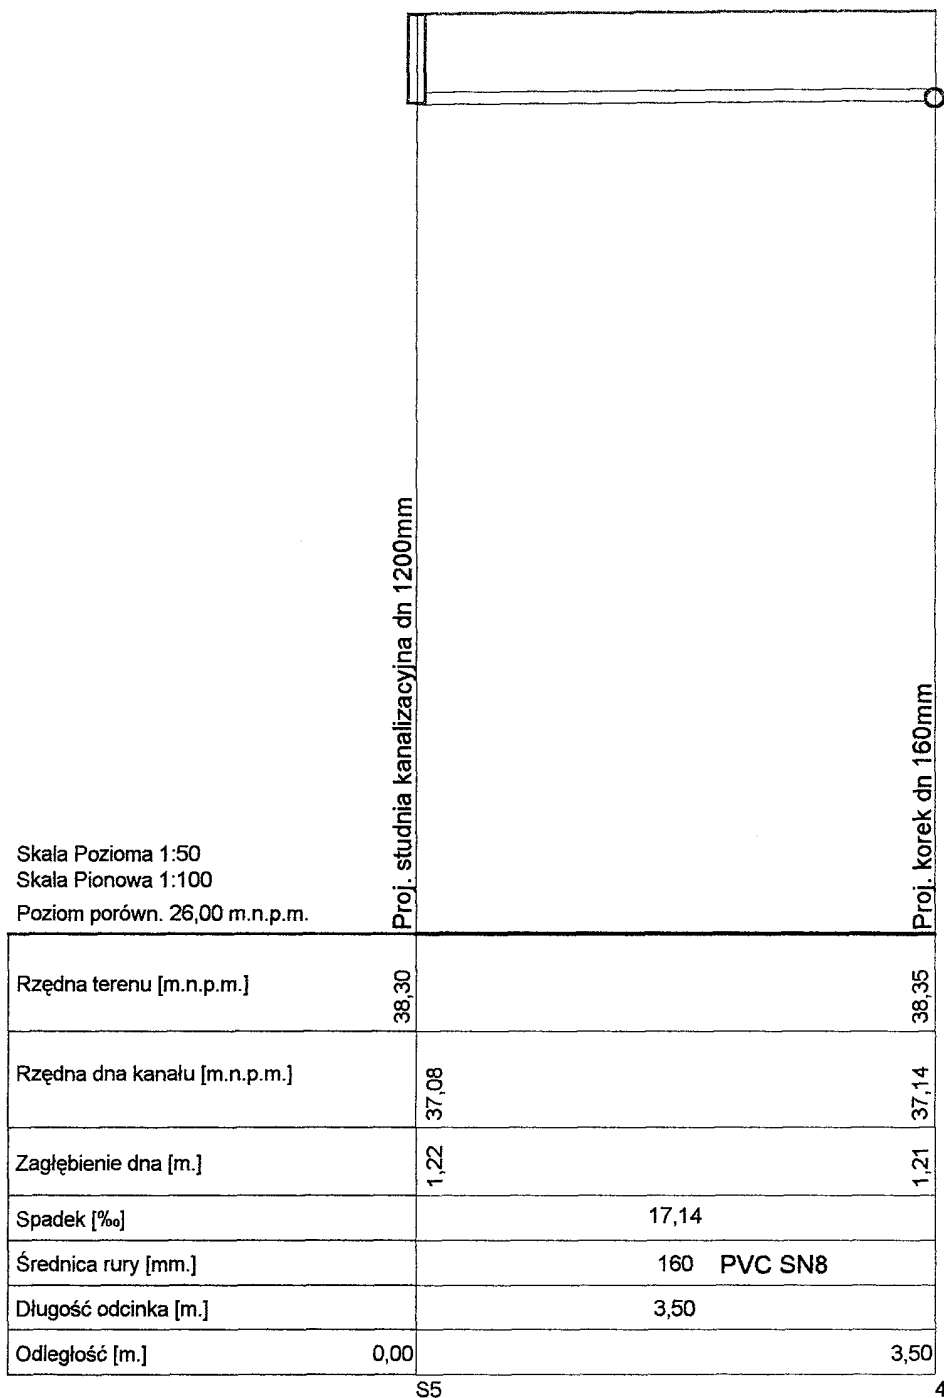 Proj. studnia kanalizacyjna dn 1200mm
Proj. korek dn 160mm
Skala Pozioma 1:50
Skala Pionowa 1:100
Poziom porówn. 26,00 m.n.p.m.
Rzędna terenu [m.n.p.m.] 38,30 38,35
Rzędna dna kanału [m.n.p.m.] 37,08 37,14
Zagłębienie dna [m.] 1,22 1,21
Spadek [‰] 17,14
Średnica rury [mm.] 160 PVC SN8
Długość odcinka [m.] 3,50
Odległość [m.] 0,00 3,50
S5 4